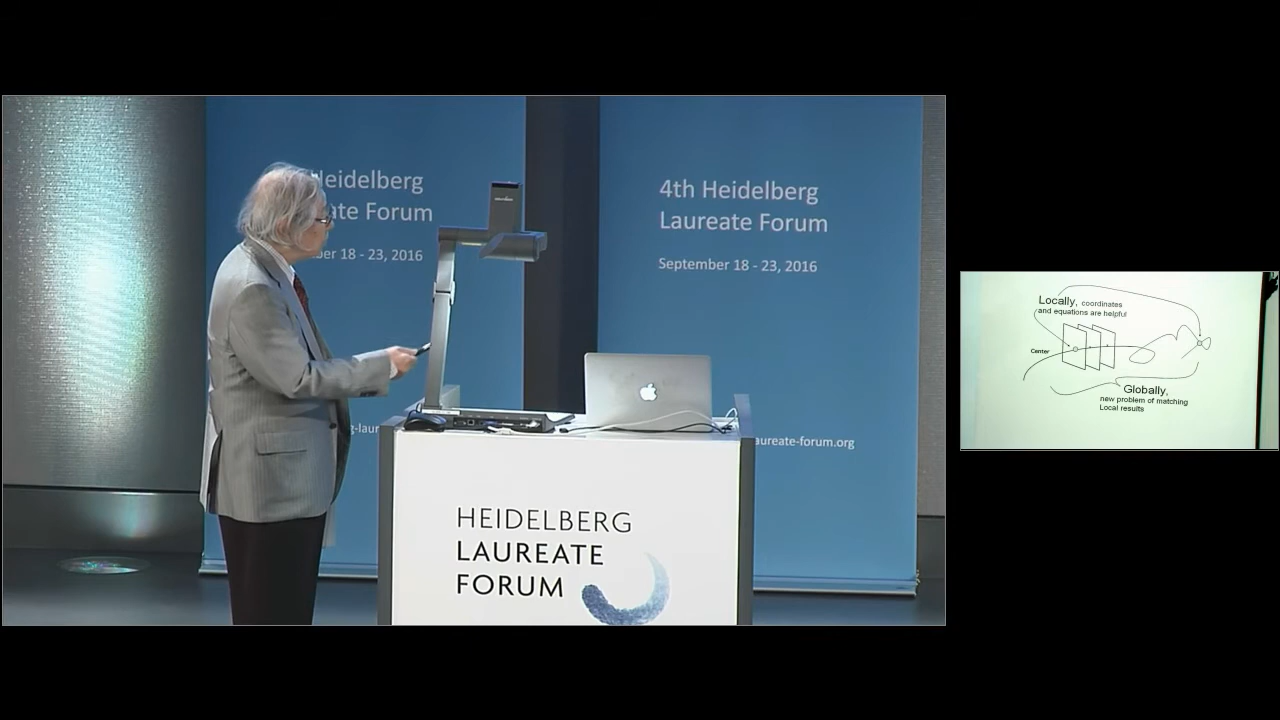 Heidelberg
ate Forum
ber 18 - 23, 2016
4th Heidelberg
Laureate Forum
September 18 - 23, 2016
aureate-forum.org
HEIDELBERG
LAUREATE
FORUM
Locally, coordinates
and equations are helpful
Center
Globally,
new problem of matching
Local results